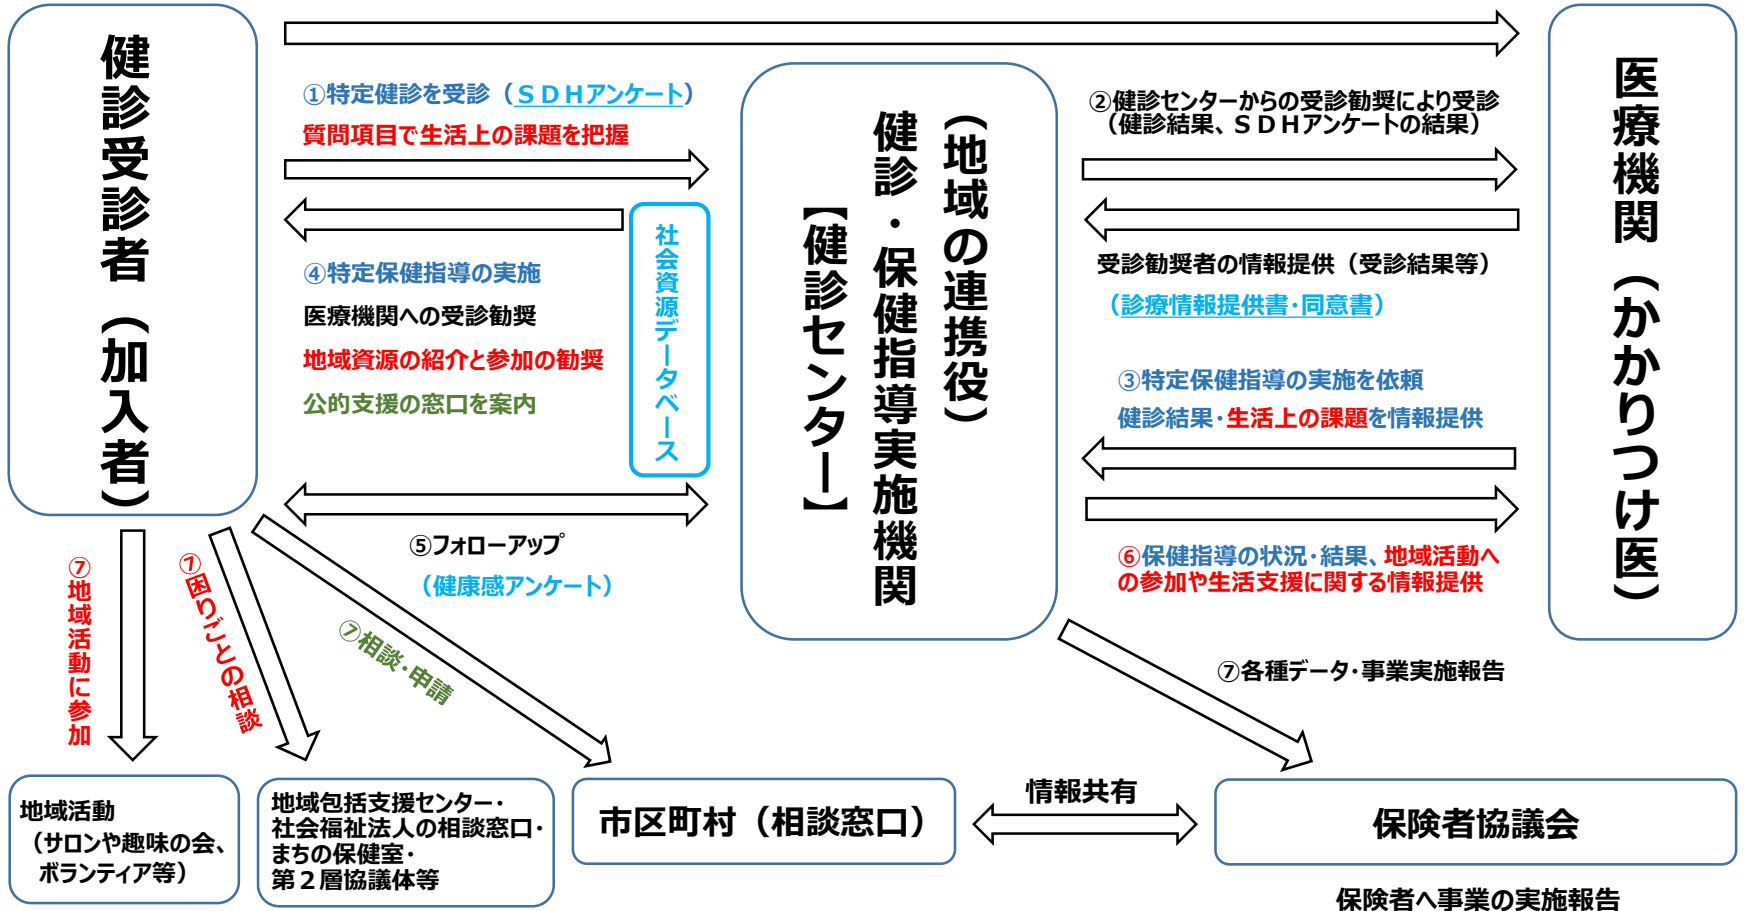 健診受診者（加入者）
①特定健診を受診（ＳＤＨアンケート）
質問項目で生活上の課題を把握
④特定保健指導の実施
医療機関への受診勧奨
地域資源の紹介と参加の勧奨
公的支援の窓口を案内
社会資源データベース
⑤フォローアップ
（健康感アンケート）
（地域の連携役）
健診・保健指導実施機関
【健診センター】
②健診センターからの受診勧奨により受診
（健診結果、ＳＤＨアンケートの結果）
受診勧奨者の情報提供（受診結果等）
（診療情報提供書・同意書）
③特定保健指導の実施を依頼
健診結果・生活上の課題を情報提供
⑥保健指導の状況・結果、地域活動へ
の参加や生活支援に関する情報提供
医療機関（かかりつけ医）
⑦地域活動に参加
⑦困りごとの相談
⑦相談・申請
⑦各種データ・事業実施報告
地域活動
（サロンや趣味の会、
ボランティア等）
地域包括支援センター・
社会福祉法人の相談窓口・
まちの保健室・
第２層協議体等
市区町村（相談窓口）
情報共有
保険者協議会
保険者へ事業の実施報告